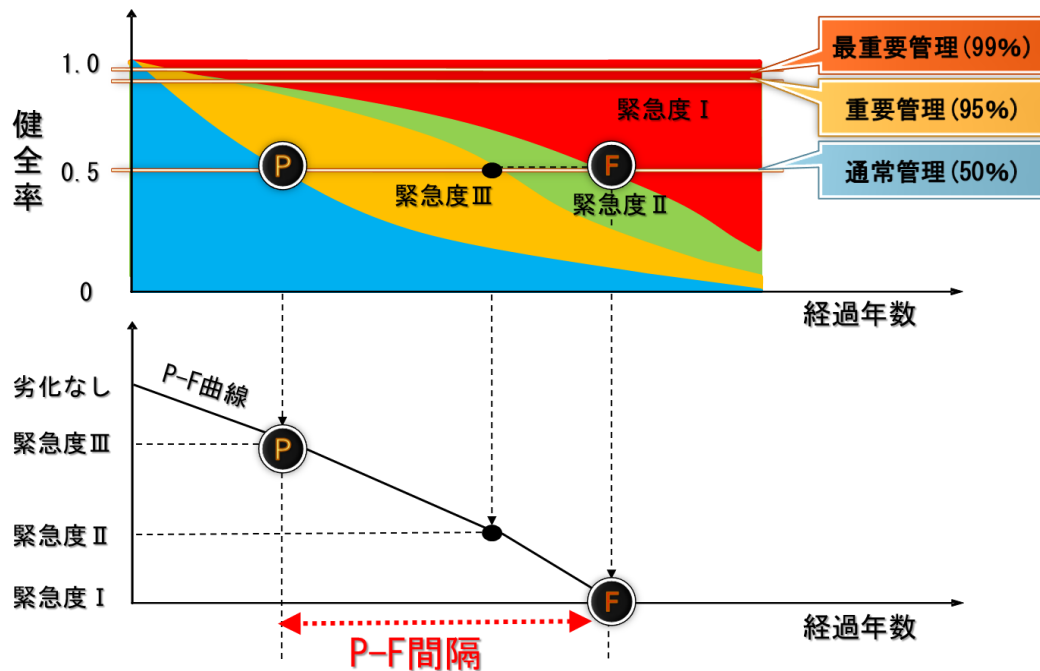 最重要管理(99%)
1.0
重要管理(95%)
緊急度Ⅰ
健全率
P
F
0.5
通常管理(50%)
緊急度Ⅲ
緊急度Ⅱ
0
経過年数
劣化なし
P-F曲線
緊急度Ⅲ
P
緊急度Ⅱ
緊急度Ⅰ
F
経過年数
P-F間隔